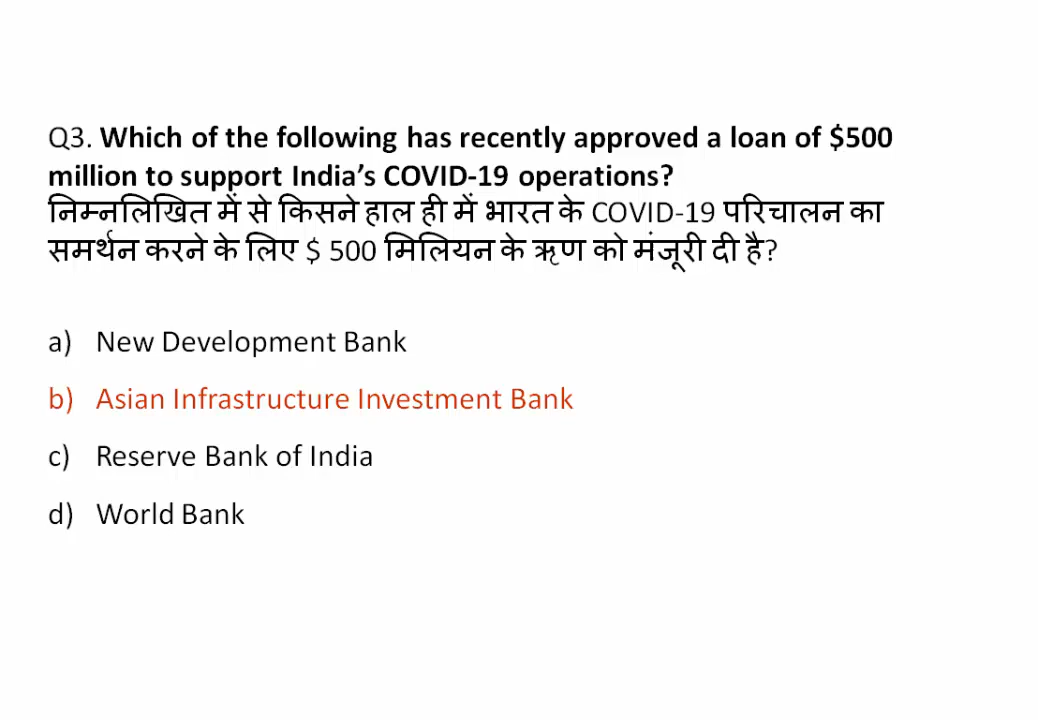 Q3. Which of the following has recently approved a loan of $500
million to support India’s COVID-19 operations?
निम्नलिखित में से किसने हाल ही में भारत के COVID-19 परिचालन का
समर्थन करने के लिए $ 500 मिलियन के ऋण को मंजूरी दी है?
a) New Development Bank
b) Asian Infrastructure Investment Bank
c) Reserve Bank of India
d) World Bank